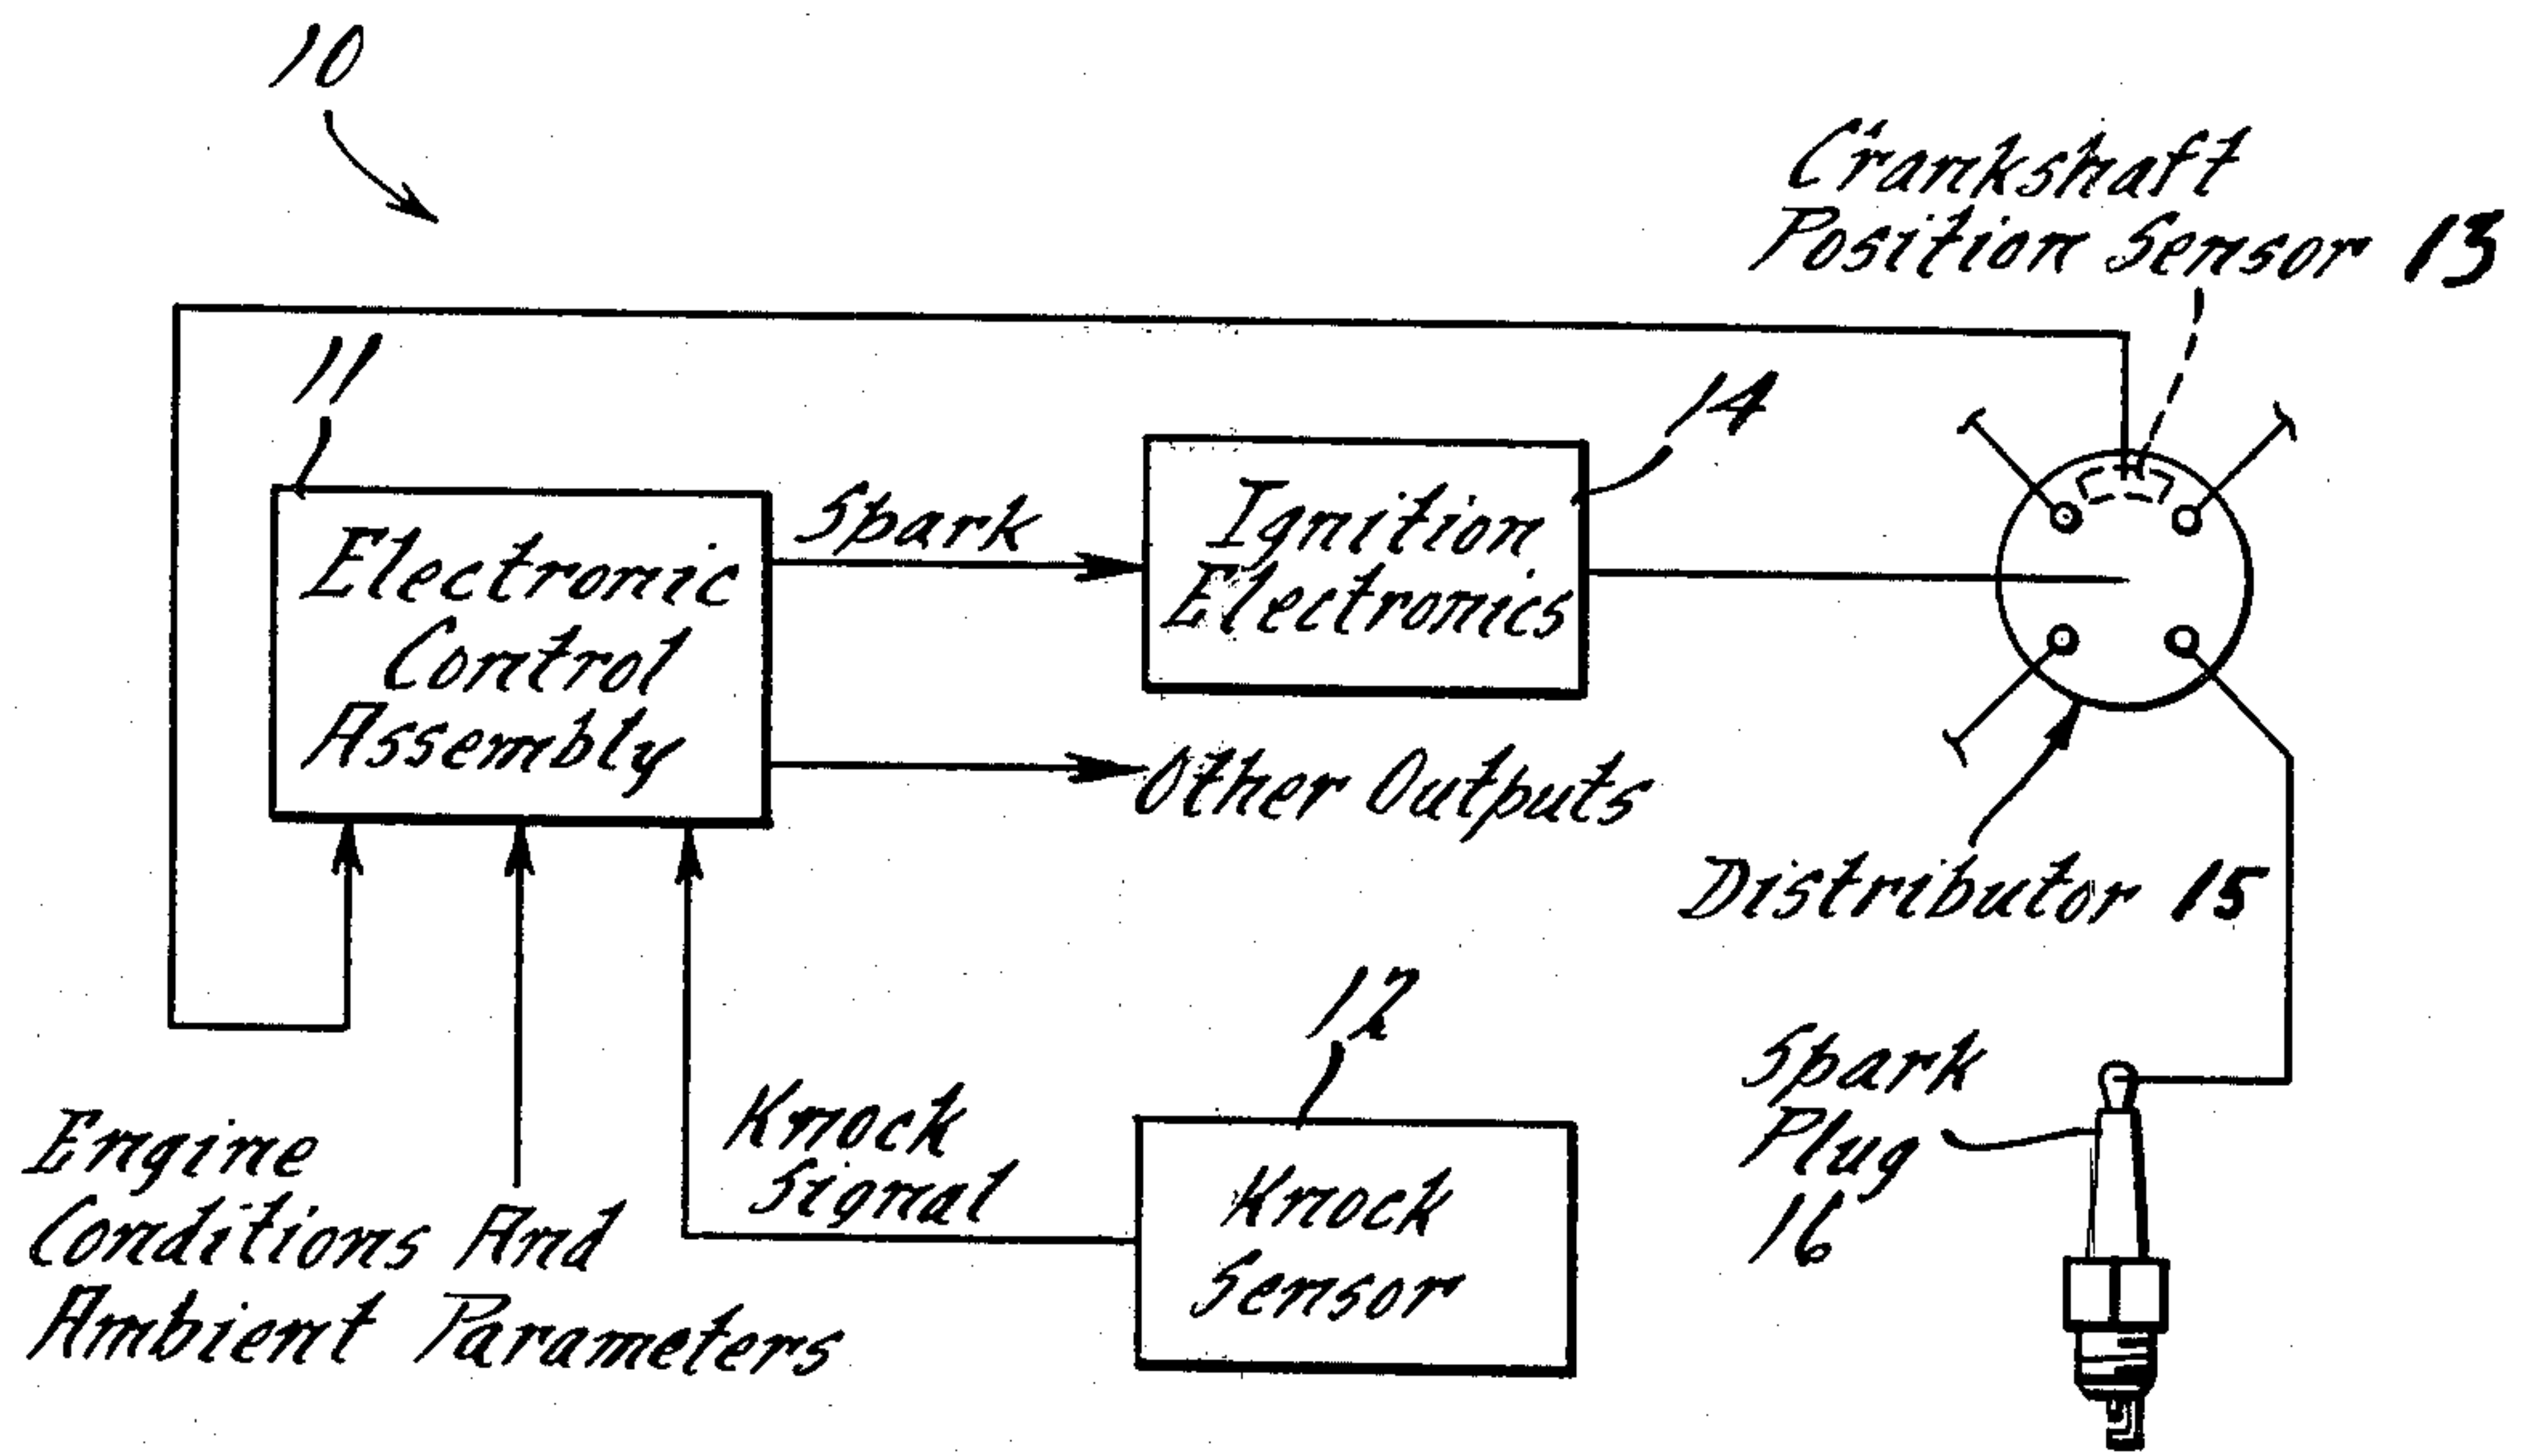 10
Crankshaft
Position Sensor 13
11
14
Spark
Electronic
Control
Assembly
Ignition
Electronics
Other Outputs
Distributor 15
12
Knock
Signal
Knock
Sensor
Spark
Plug
16
Engine
Conditions And
Ambient Parameters